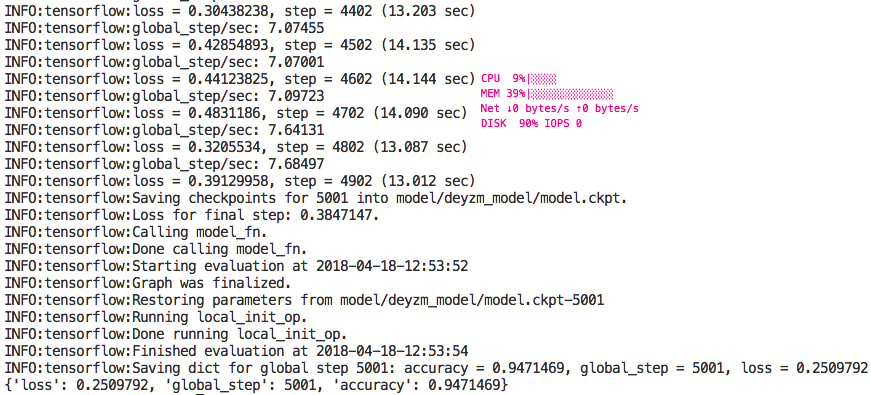 INFO:tensorflow:loss = 0.30438238, step = 4402 (13.203 sec)
INFO:tensorflow:global_step/sec: 7.07455
INFO:tensorflow:loss = 0.42854893, step = 4502 (14.135 sec)
INFO:tensorflow:global_step/sec: 7.07001
INFO:tensorflow:loss = 0.44123825, step = 4602 (14.144 sec)
CPU 9%
INFO:tensorflow:global_step/sec: 7.09723
MEM 39%
INFO:tensorflow:loss = 0.4831186, step = 4702 (14.090 sec)
Net ↓0 bytes/s ↑0 bytes/s
INFO:tensorflow:global_step/sec: 7.64131
DISK 90% IOPS 0
INFO:tensorflow:loss = 0.3205534, step = 4802 (13.087 sec)
INFO:tensorflow:global_step/sec: 7.68497
INFO:tensorflow:loss = 0.39129958, step = 4902 (13.012 sec)
INFO:tensorflow:Saving checkpoints for 5001 into model/deyzm_model/model.ckpt.
INFO:tensorflow:Loss for final step: 0.3847147.
INFO:tensorflow:Calling model_fn.
INFO:tensorflow:Done calling model_fn.
INFO:tensorflow:Starting evaluation at 2018-04-18-12:53:52
INFO:tensorflow:Graph was finalized.
INFO:tensorflow:Restoring parameters from model/deyzm_model/model.ckpt-5001
INFO:tensorflow:Running local_init_op.
INFO:tensorflow:Done running local_init_op.
INFO:tensorflow:Finished evaluation at 2018-04-18-12:53:54
INFO:tensorflow:Saving dict for global step 5001: accuracy = 0.9471469, global_step = 5001, loss = 0.2509792
{'loss': 0.2509792, 'global_step': 5001, 'accuracy': 0.9471469}